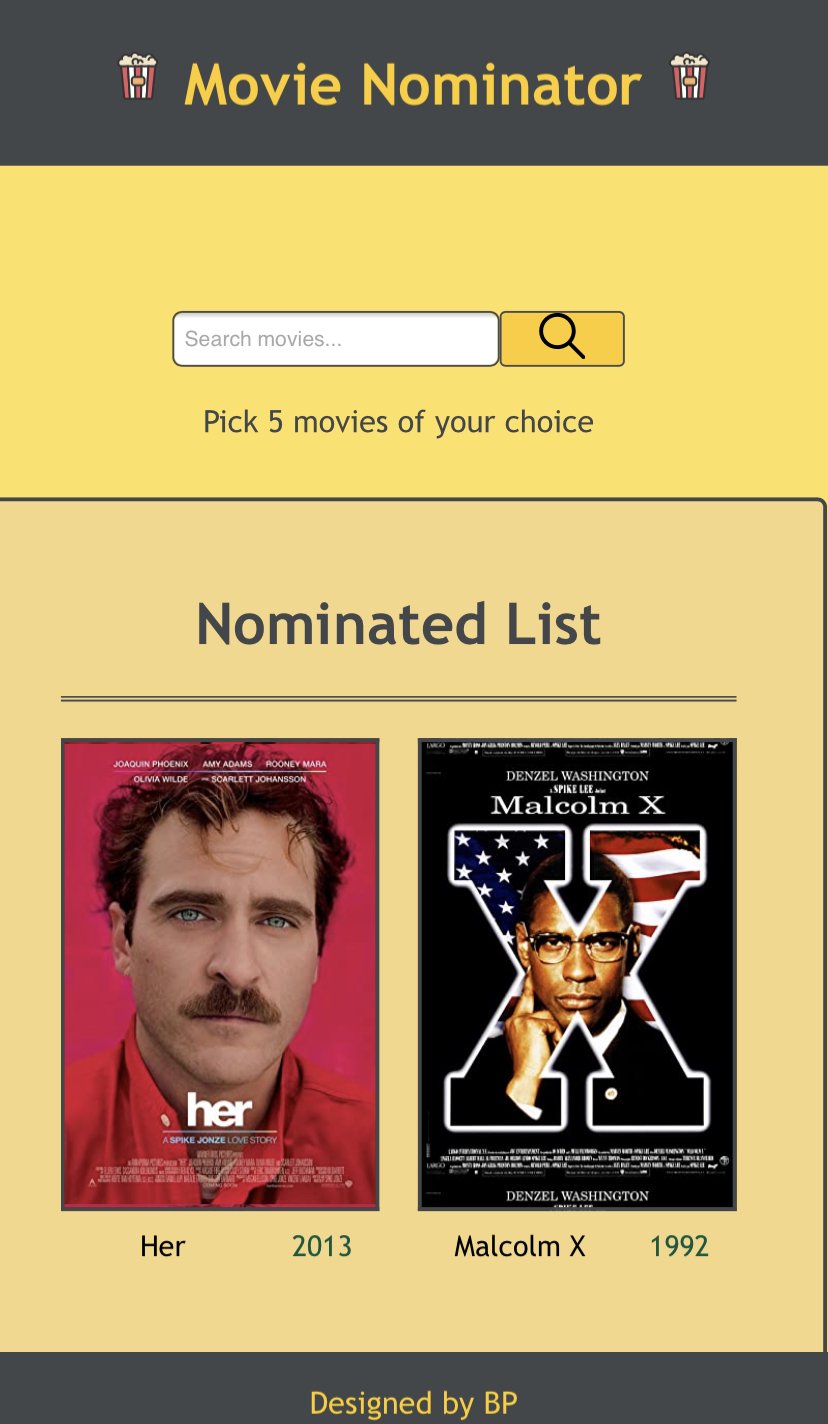 Movie Nominator
Search movies...
Pick 5 movies of your choice
Nominated List
JOAQUIN PHOENIX AMY ADAMS ROONEY MARA
OLIVIA WILDE AND SCARLETT JOHANSSON
her
A SPIKE JONZE LOVE STORY
DENZEL WASHINGTON
A SPIKE LEE Joint
Malcolm X
X
DENZEL WASHINGTON
Her 2013
Malcolm X 1992
Designed by BP